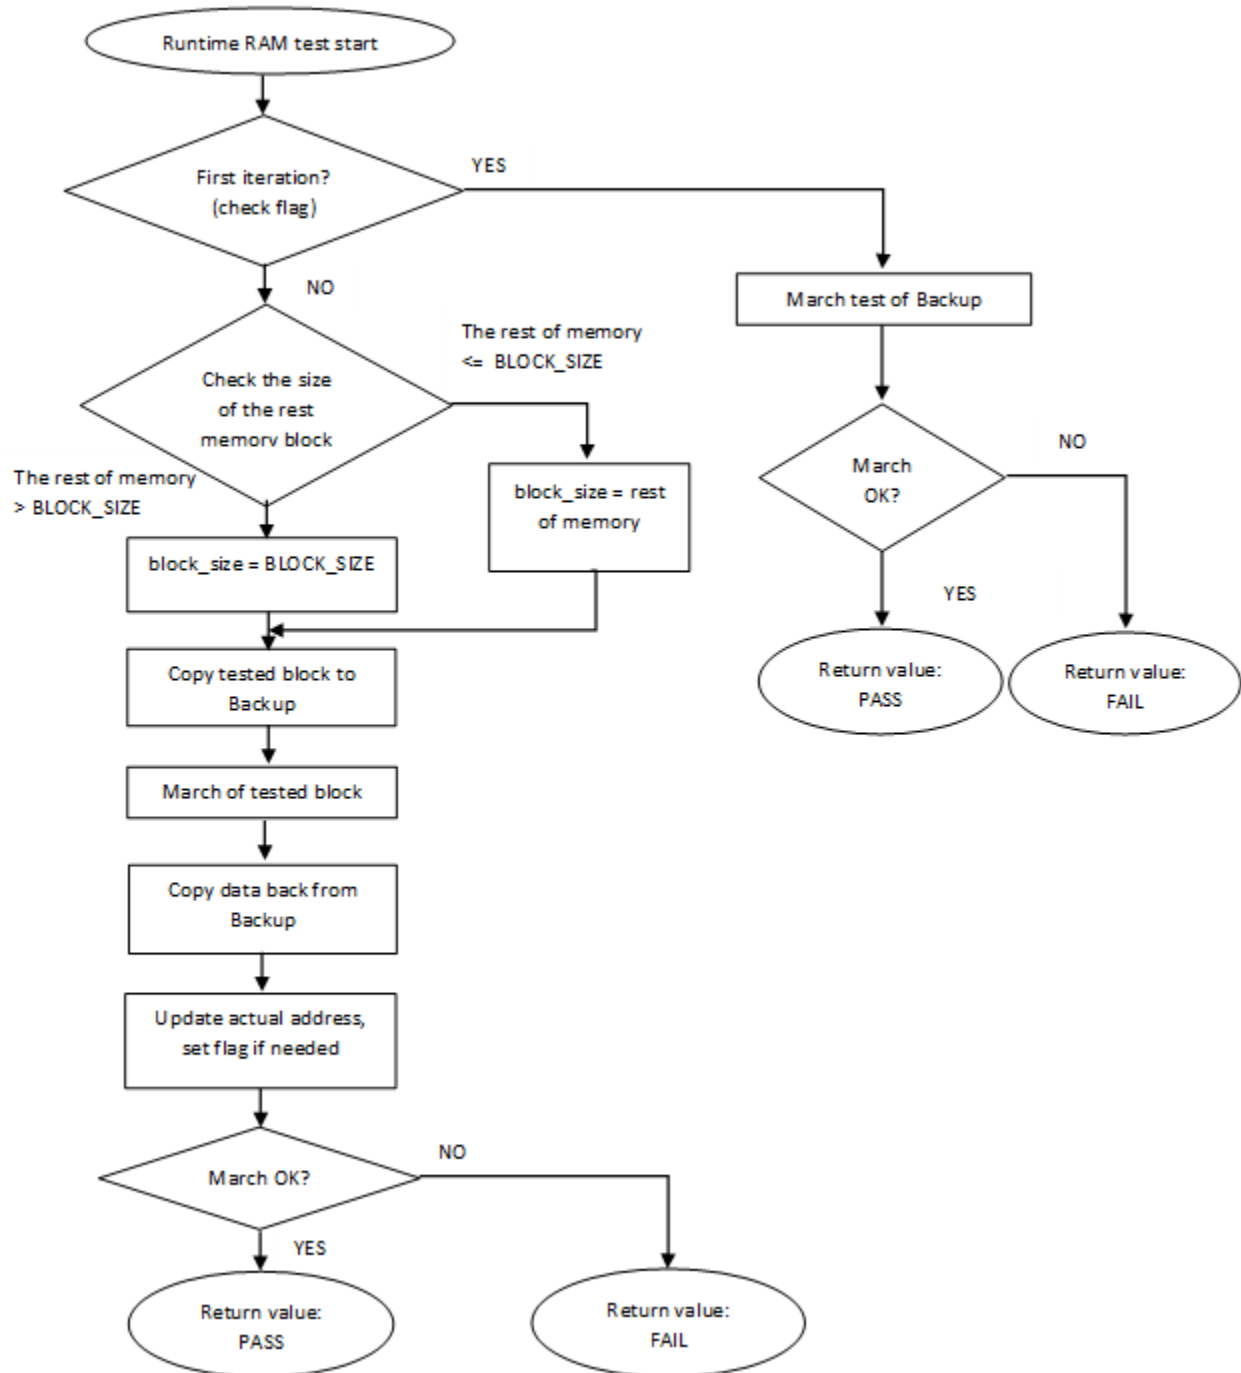 Runtime RAM test start
First iteration?
(check flag)
YES
NO
March test of Backup
The rest of memory
<= BLOCK_SIZE
Check the size
of the rest
memory block
The rest of memory
> BLOCK_SIZE
block_size = rest
of memory
March
OK?
NO
YES
block_size = BLOCK_SIZE
Copy tested block to
Backup
Return value:
PASS
Return value:
FAIL
March of tested block
Copy data back from
Backup
Update actual address,
set flag if needed
March OK?
NO
YES
Return value:
PASS
Return value:
FAIL